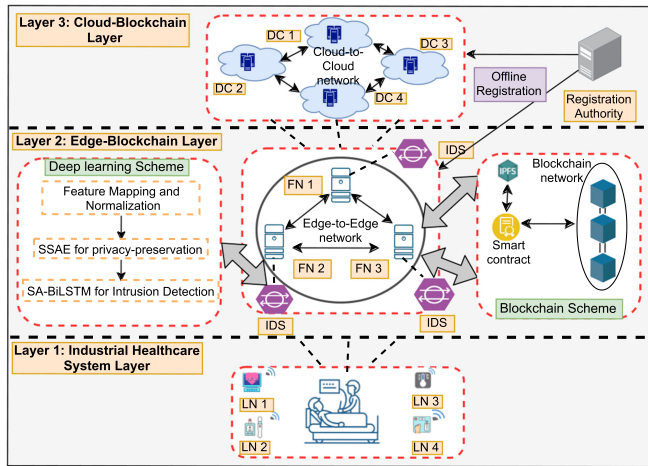 Layer 3: Cloud-Blockchain
Layer
DC 1
Cloud-to-
Cloud
network
DC 3
DC 2
DC 4
Offline
Registration
Registration
Authority
Layer 2: Edge-Blockchain Layer
Deep learning Scheme
Feature Mapping and
Normalization
SSAE for privacy-preservation
SA-BiLSTM for Intrusion Detection
IDS
FN 1
Edge-to-Edge
network
FN 2
FN 3
IDS
IDS
IPFS
Blockchain
network
Smart
contract
Blockchain Scheme
Layer 1: Industrial Healthcare
System Layer
LN 1
LN 2
LN 3
LN 4